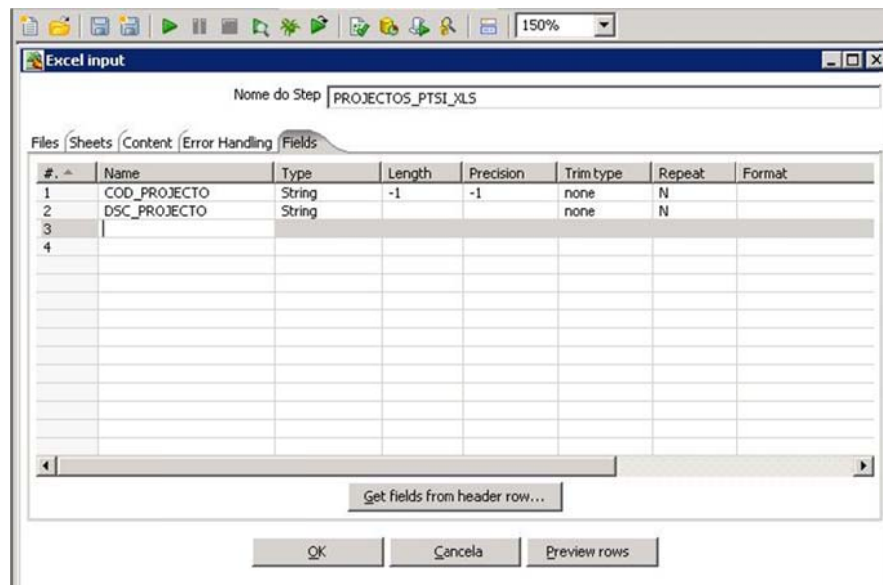 150%
Excel input
Nome do Step PROJECTOS_PTSI_XLS
Files Sheets Content Error Handling Fields
#. Name Type Length Precision Trim type Repeat Format
1 COD_PROJECTO String -1 -1 none N
2 DSC_PROJECTO String none N
3
4
Get fields from header row...
OK Cancela Preview rows